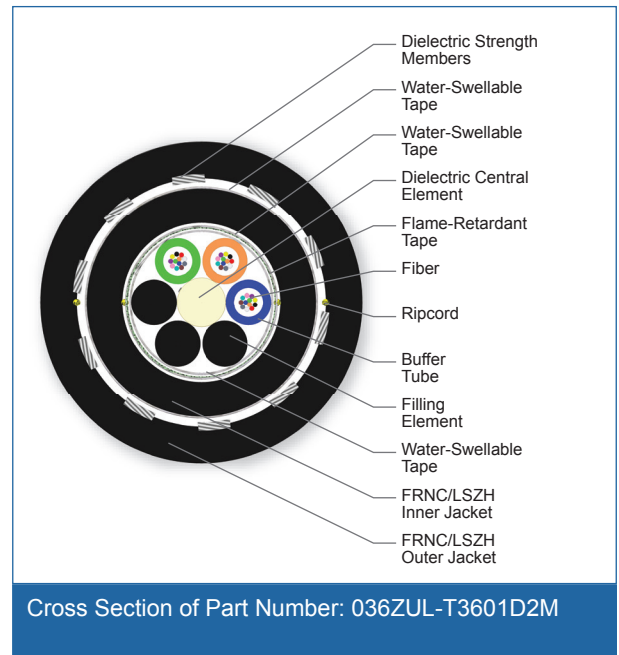 Dielectric Strength
Members
Water-Swellable
Tape
Water-Swellable
Tape
Dielectric Central
Element
Flame-Retardant
Tape
Fiber
Ripcord
Buffer
Tube
Filling
Element
Water-Swellable
Tape
FRNC/LSZH
Inner Jacket
FRNC/LSZH
Outer Jacket
Cross Section of Part Number: 036ZUL-T3601D2M